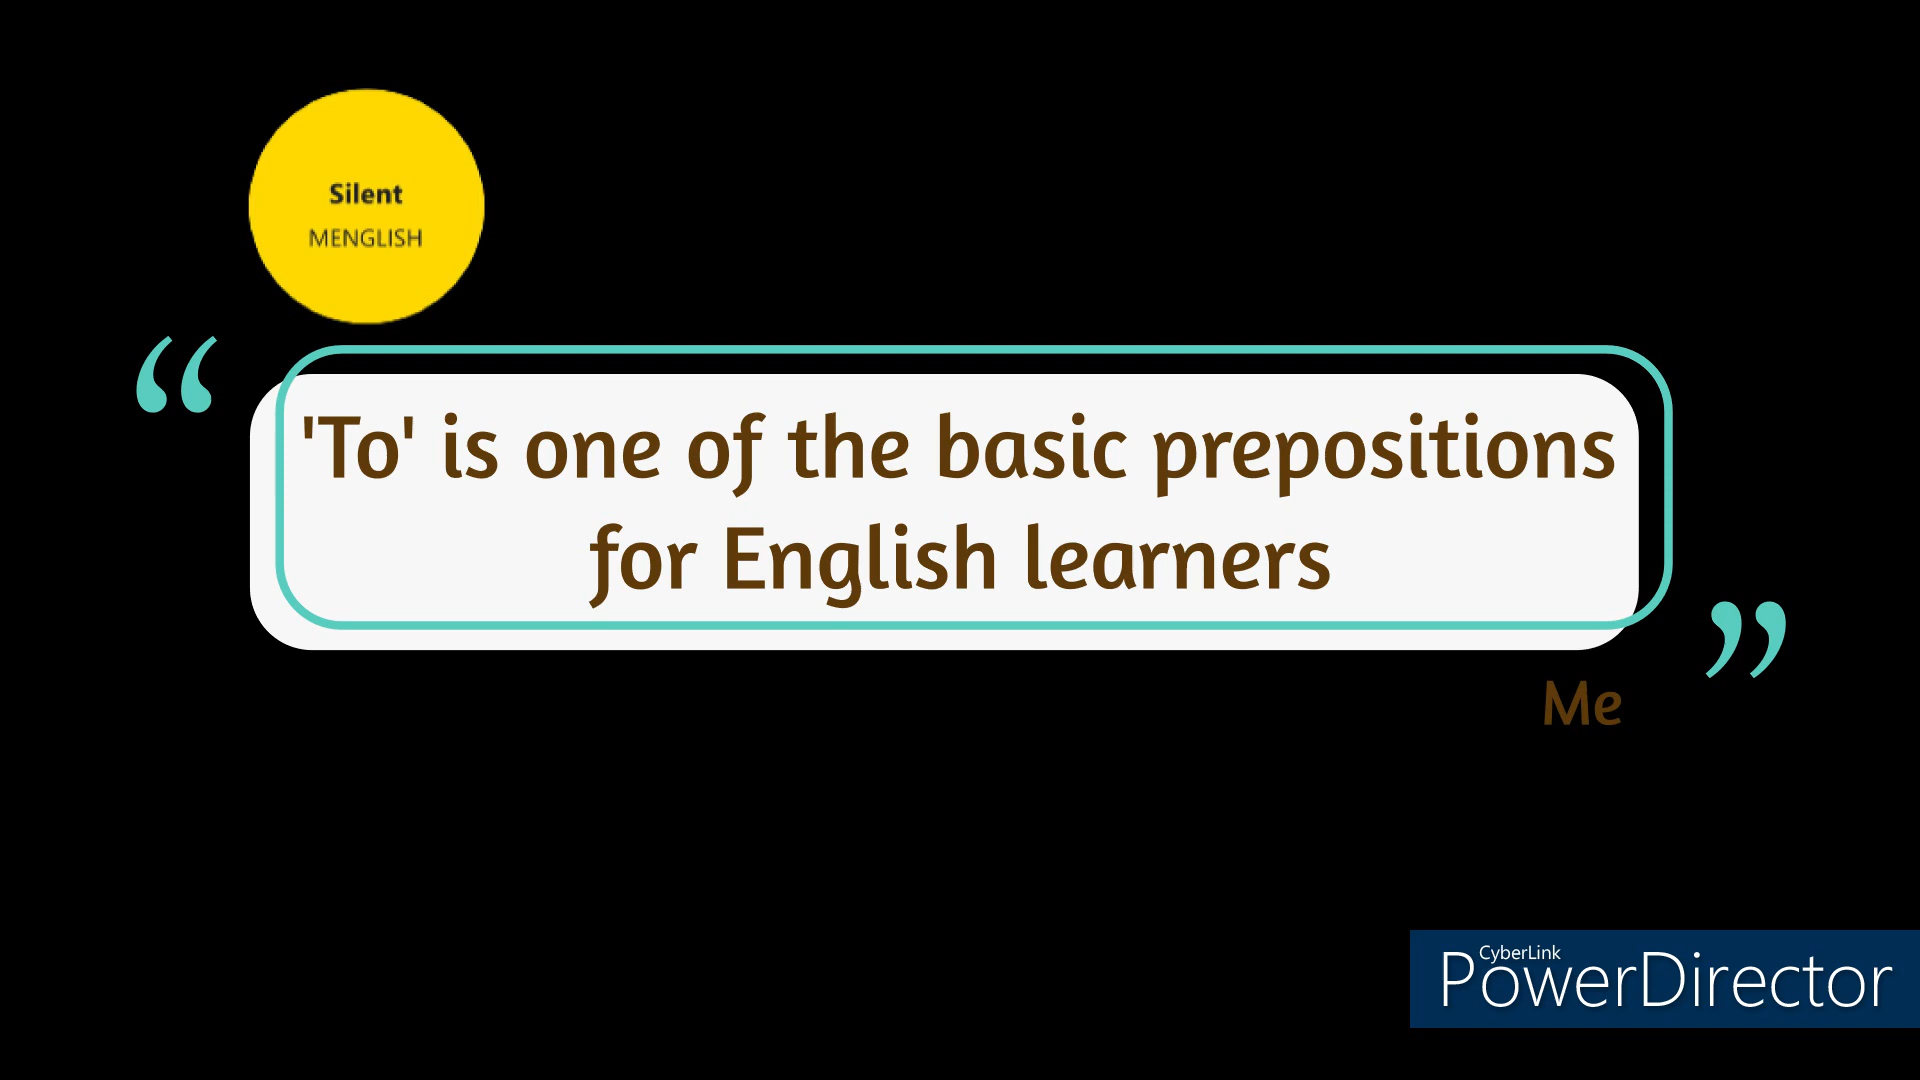 Silent
MENGLISH
“
'To' is one of the basic prepositions
for English learners
”
Me
CyberLink
PowerDirector